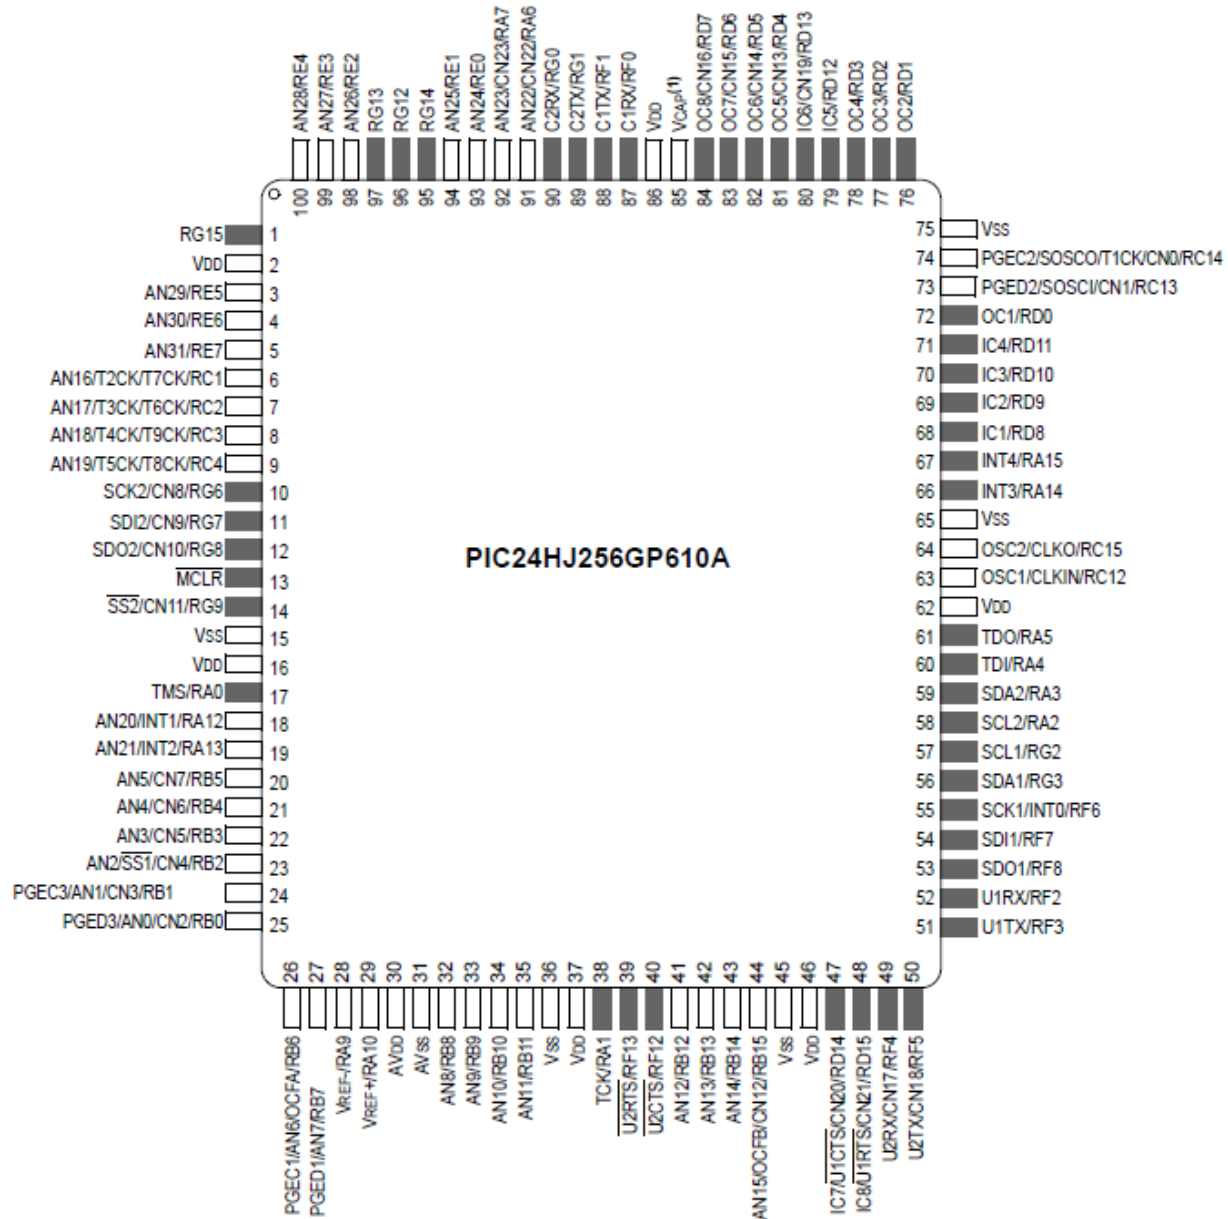 AN28/RE4
AN27/RE3
AN26/RE2
RG13
RG12
RG14
AN25/RE1
AN24/RE0
AN23/CN23/RA7
AN22/CN22/RA6
C2RX/RG0
C2TX/RG1
C1TX/RF1
C1RX/RF0
VDD
VCAP(1)
OC8/CN16/RD7
OC7/CN15/RD6
OC6/CN14/RD5
OC5/CN13/RD4
IC6/CN19/RD13
IC5/RD12
OC4/RD3
OC3/RD2
OC2/RD1
100
99
98
97
96
95
94
93
92
91
90
89
88
87
86
85
84
83
82
81
80
79
78
77
76
RG15 1
VDD 2
AN29/RE5 3
AN30/RE6 4
AN31/RE7 5
AN16/T2CK/T7CK/RC1 6
AN17/T3CK/T6CK/RC2 7
AN18/T4CK/T9CK/RC3 8
AN19/T5CK/T8CK/RC4 9
SCK2/CN8/RG6 10
SDI2/CN9/RG7 11
SDO2/CN10/RG8 12
MCLR 13
SS2/CN11/RG9 14
VSS 15
VDD 16
TMS/RA0 17
AN20/INT1/RA12 18
AN21/INT2/RA13 19
AN5/CN7/RB5 20
AN4/CN6/RB4 21
AN3/CN5/RB3 22
AN2/SS1/CN4/RB2 23
PGEC3/AN1/CN3/RB1 24
PGED3/AN0/CN2/RB0 25
PIC24HJ256GP610A
75 VSS
74 PGEC2/SOSCO/T1CK/CN0/RC14
73 PGED2/SOSCI/CN1/RC13
72 OC1/RD0
71 IC4/RD11
70 IC3/RD10
69 IC2/RD9
68 IC1/RD8
67 INT4/RA15
66 INT3/RA14
65 VSS
64 OSC2/CLKO/RC15
63 OSC1/CLKIN/RC12
62 VDD
61 TDO/RA5
60 TDI/RA4
59 SDA2/RA3
58 SCL2/RA2
57 SCL1/RG2
56 SDA1/RG3
55 SCK1/INT0/RF6
54 SDI1/RF7
53 SDO1/RF8
52 U1RX/RF2
51 U1TX/RF3
26
27
28
29
30
31
32
33
34
35
36
37
38
39
40
41
42
43
44
45
46
47
48
49
50
PGEC1/AN6/OCFA/RB6
PGED1/AN7/RB7
VREF-/RA9
VREF+/RA10
AVDD
AVSS
AN8/RB8
AN9/RB9
AN10/RB10
AN11/RB11
VSS
VDD
TCK/RA1
U2RTS/RF13
U2CTS/RF12
AN12/RB12
AN13/RB13
AN14/RB14
AN15/OCFB/CN12/RB15
VSS
VDD
IC7/U1CTS/CN20/RD14
IC8/U1RTS/CN21/RD15
U2RX/CN17/RF4
U2TX/CN18/RF5